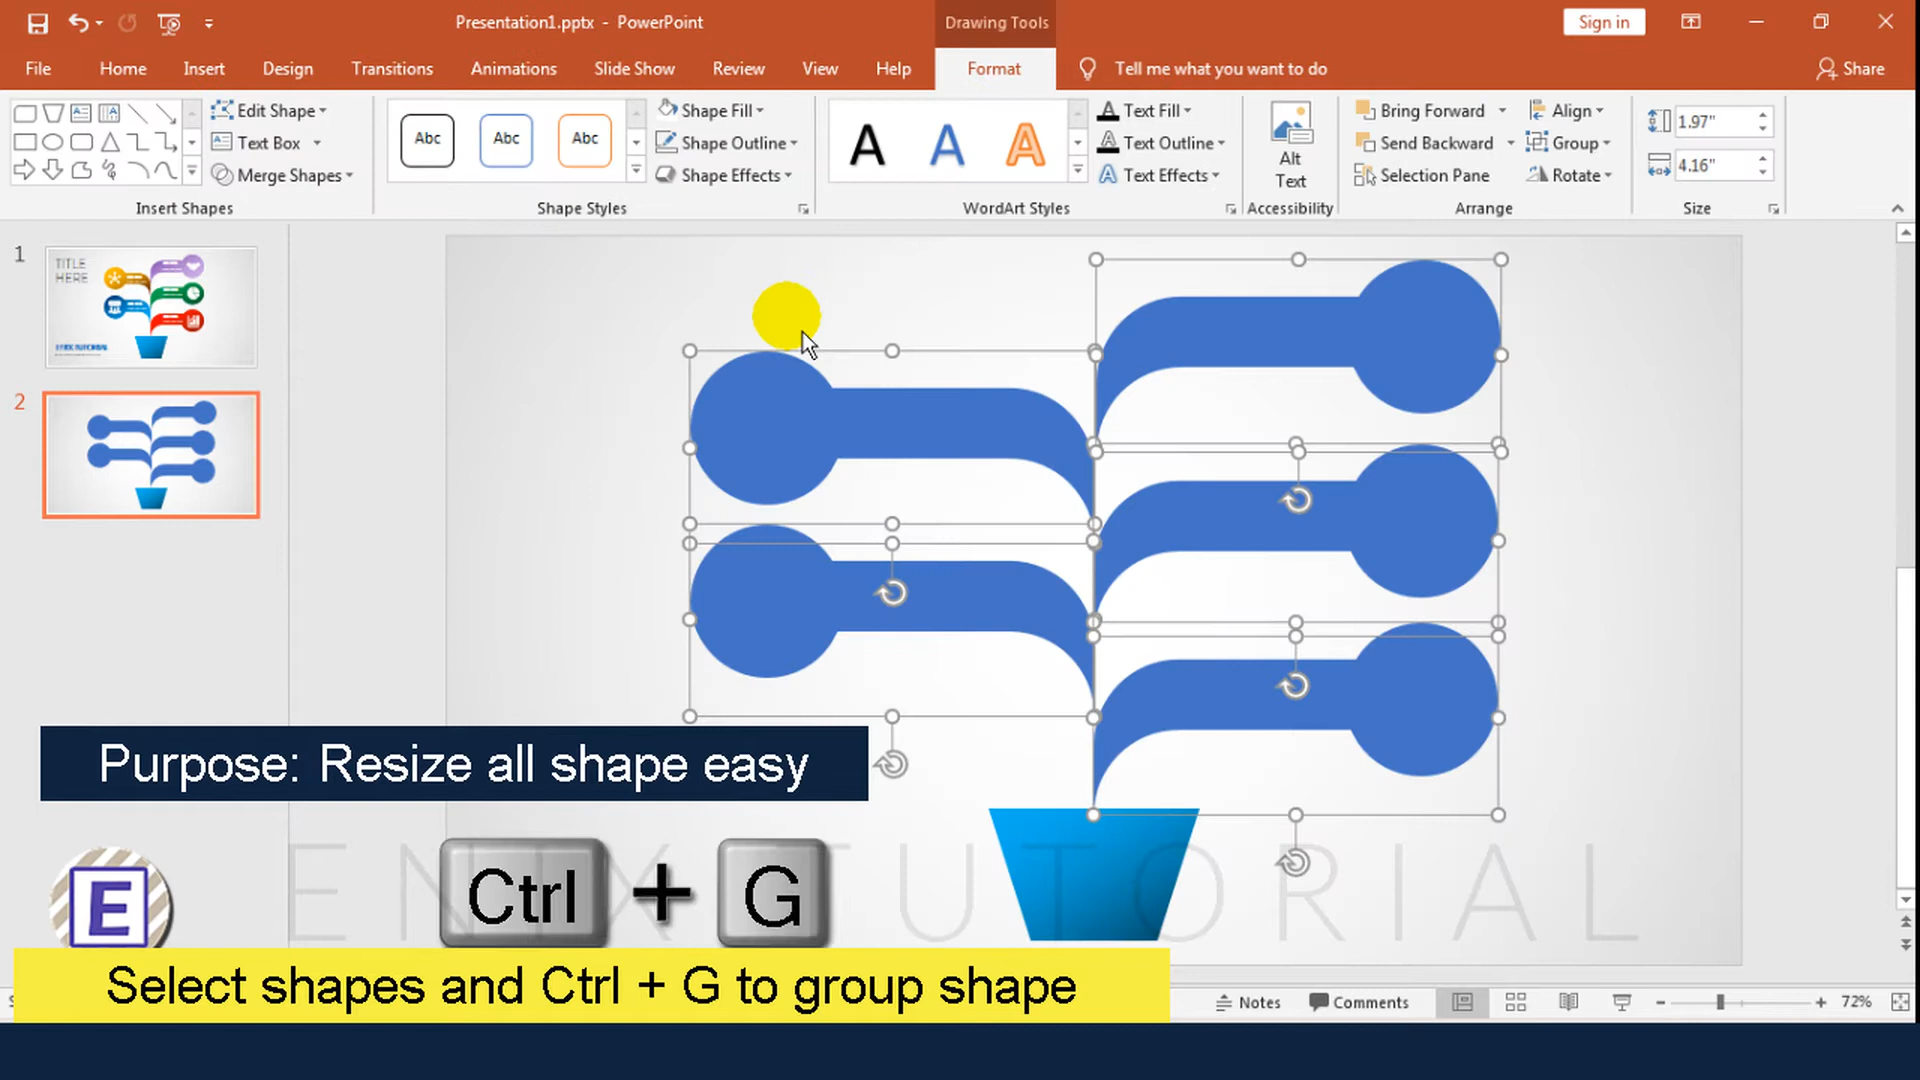 Presentation1.pptx - PowerPoint
Drawing Tools
Sign in
File Home Insert Design Transitions Animations Slide Show Review View Help Format Tell me what you want to do Share
Edit Shape
Text Box
Merge Shapes
Insert Shapes
Abc Abc Abc
Shape Fill
Shape Outline
Shape Effects
Shape Styles
A A A
Text Fill
Text Outline
Text Effects
WordArt Styles
Alt
Text
Accessibility
Bring Forward
Send Backward
Selection Pane
Align
Group
Rotate
Arrange
1.97"
4.16"
Size
1
TITLE
HERE
ENIX TUTORIAL
2
Purpose: Resize all shape easy
ENIX TUTORIAL
E
Ctrl + G
Select shapes and Ctrl + G to group shape
Notes Comments 72%